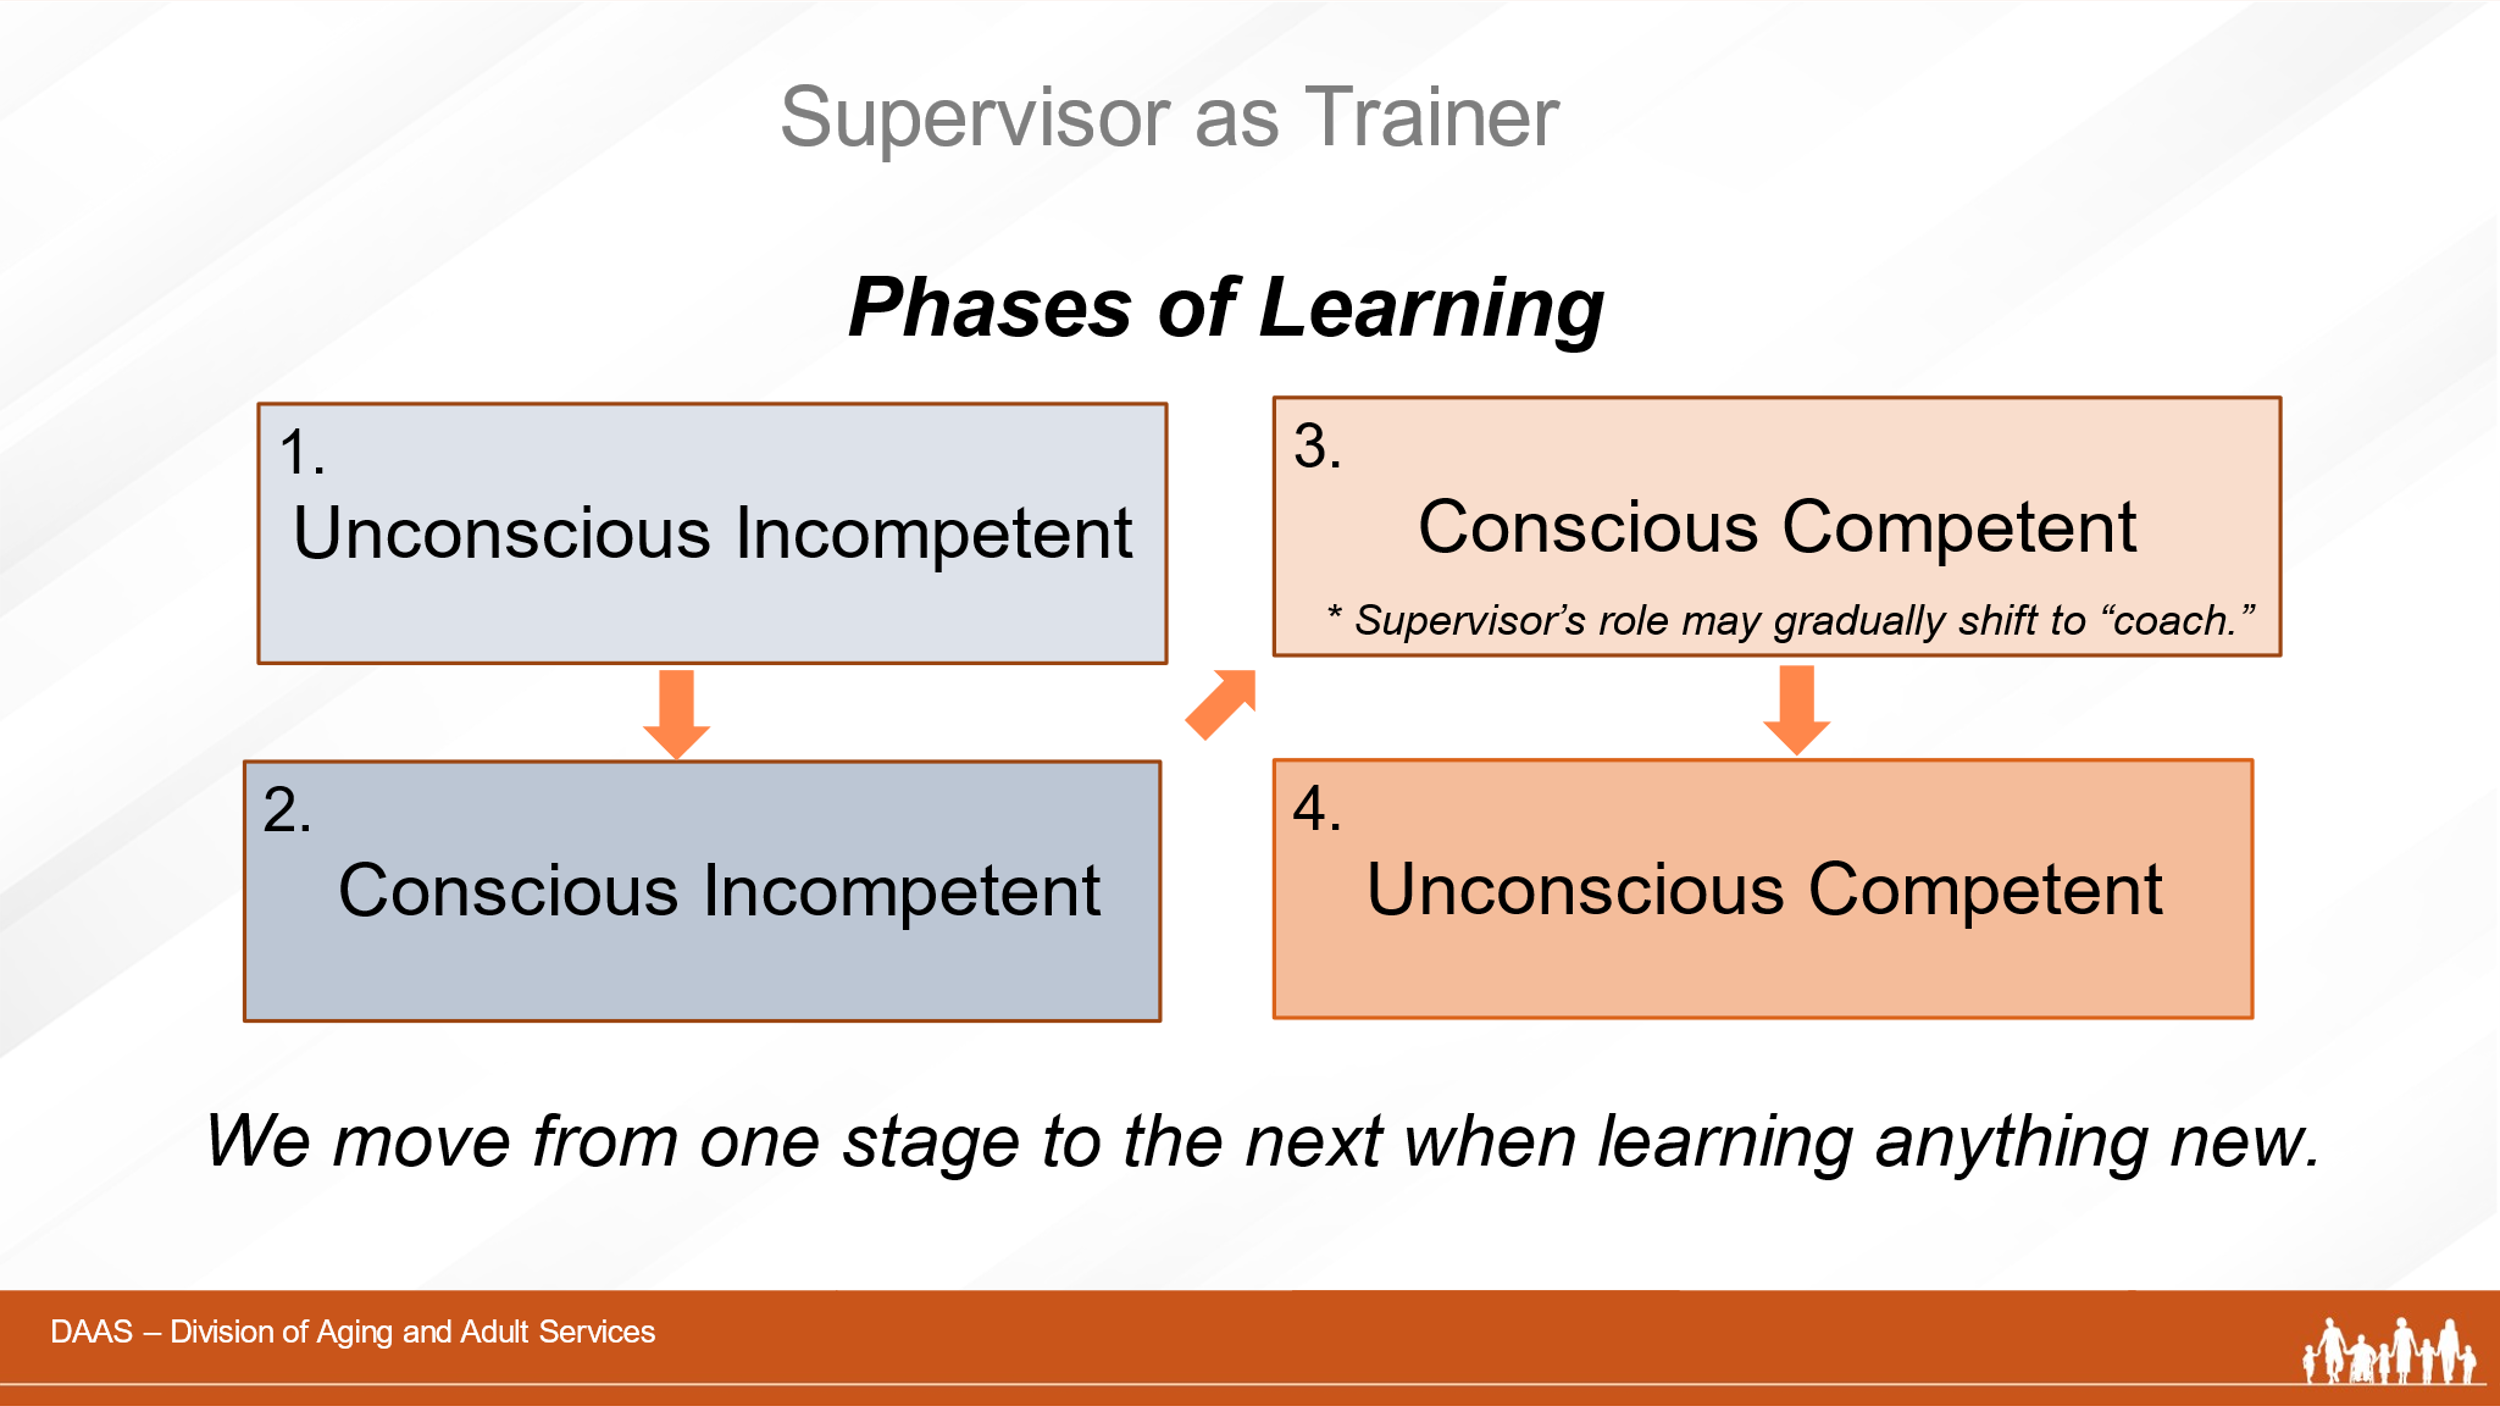 Supervisor as Trainer
Phases of Learning
1.
Unconscious Incompetent
2.
Conscious Incompetent
3.
Conscious Competent
* Supervisor’s role may gradually shift to “coach.”
4.
Unconscious Competent
We move from one stage to the next when learning anything new.
DAAS – Division of Aging and Adult Services